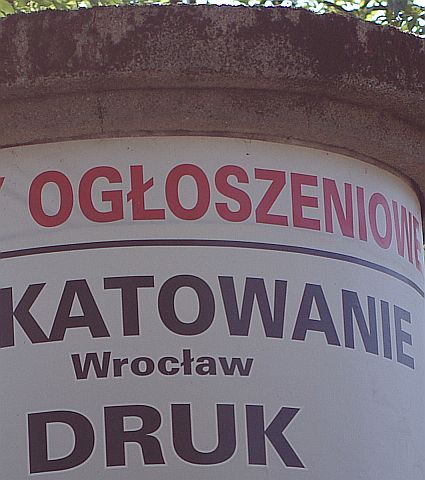 Y OGŁOSZENIOWE
KATOWANIE
Wrocław
DRUK